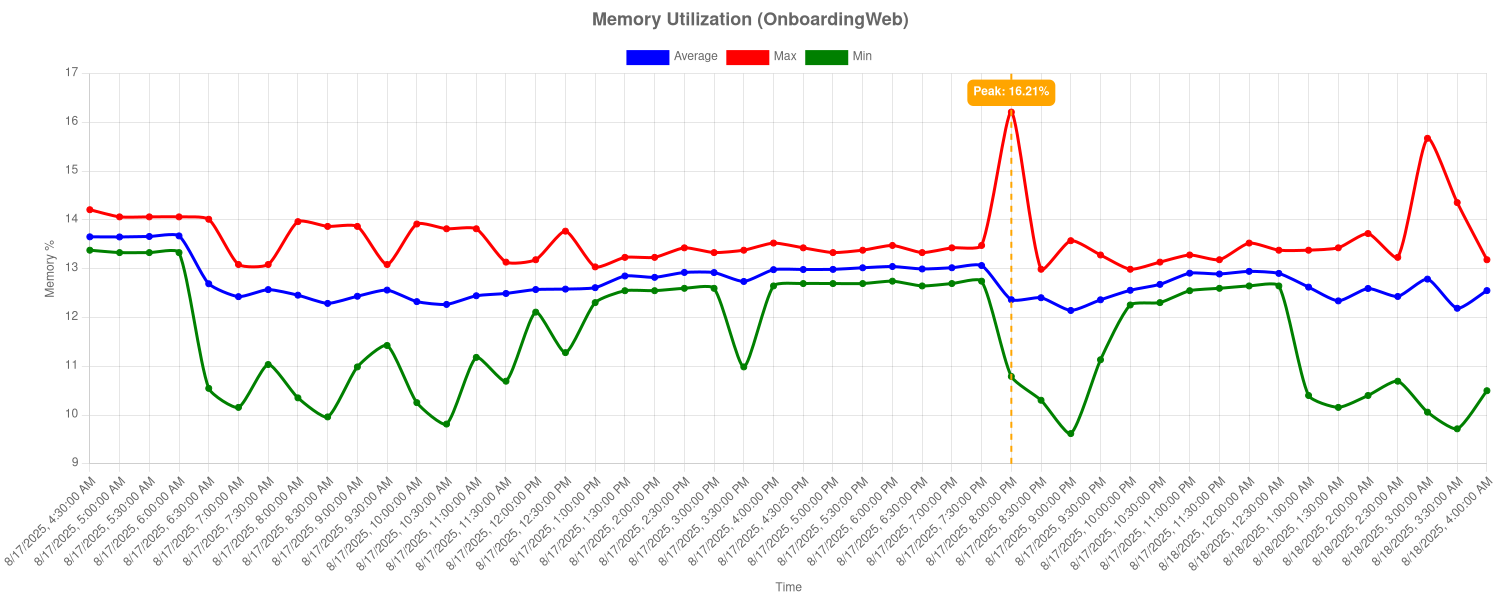 Memory Utilization (OnboardingWeb)
Average Max Min
Peak: 16.21%
17
16
15
14
13
12
11
10
9
Memory %
8/17/2025, 4:30:00 AM
8/17/2025, 5:00:00 AM
8/17/2025, 5:30:00 AM
8/17/2025, 6:00:00 AM
8/17/2025, 6:30:00 AM
8/17/2025, 7:00:00 AM
8/17/2025, 7:30:00 AM
8/17/2025, 8:00:00 AM
8/17/2025, 8:30:00 AM
8/17/2025, 9:00:00 AM
8/17/2025, 9:30:00 AM
8/17/2025, 10:00:00 AM
8/17/2025, 10:30:00 AM
8/17/2025, 11:00:00 AM
8/17/2025, 11:30:00 AM
8/17/2025, 12:00:00 PM
8/17/2025, 12:30:00 PM
8/17/2025, 1:00:00 PM
8/17/2025, 1:30:00 PM
8/17/2025, 2:00:00 PM
8/17/2025, 2:30:00 PM
8/17/2025, 3:00:00 PM
8/17/2025, 3:30:00 PM
8/17/2025, 4:00:00 PM
8/17/2025, 4:30:00 PM
8/17/2025, 5:00:00 PM
8/17/2025, 5:30:00 PM
8/17/2025, 6:00:00 PM
8/17/2025, 6:30:00 PM
8/17/2025, 7:00:00 PM
8/17/2025, 7:30:00 PM
8/17/2025, 8:00:00 PM
8/17/2025, 8:30:00 PM
8/17/2025, 9:00:00 PM
8/17/2025, 9:30:00 PM
8/17/2025, 10:00:00 PM
8/17/2025, 10:30:00 PM
8/17/2025, 11:00:00 PM
8/17/2025, 11:30:00 PM
8/18/2025, 12:00:00 AM
8/18/2025, 12:30:00 AM
8/18/2025, 1:00:00 AM
8/18/2025, 1:30:00 AM
8/18/2025, 2:00:00 AM
8/18/2025, 2:30:00 AM
8/18/2025, 3:00:00 AM
8/18/2025, 3:30:00 AM
8/18/2025, 4:00:00 AM
Time